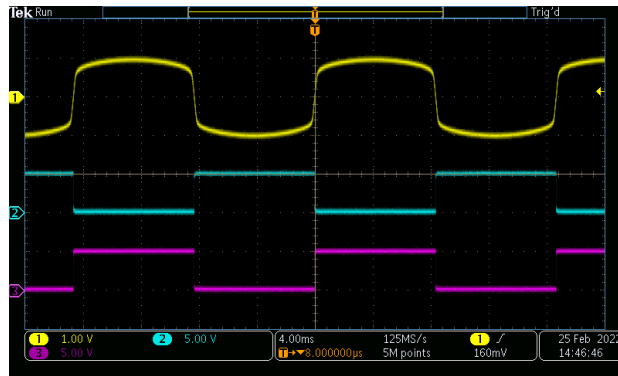 Tek Run Trig'd
T
T
1
2
3
1 1.00 V 2 5.00 V 4.00ms 125MS/s 1 160mV 25 Feb 2022
3 5.00 V T→▼8.000000µs 5M points 14:46:46